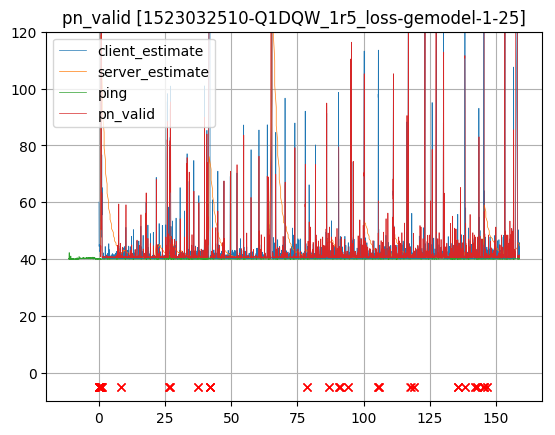 pn_valid [1523032510-Q1DQW_1r5_loss-gemodel-1-25]
client_estimate
server_estimate
ping
pn_valid
120
100
80
60
40
20
0
0 25 50 75 100 125 150